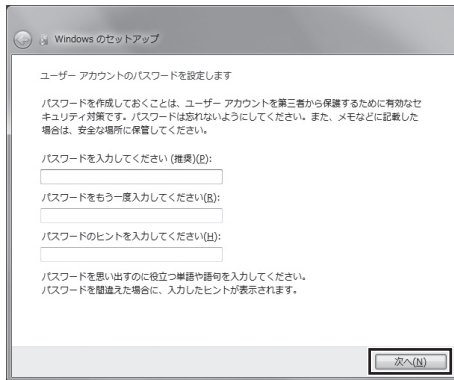 Windows のセットアップ
ユーザー アカウントのパスワードを設定します
パスワードを作成しておくことは、ユーザー アカウントを第三者から保護するために有効なセ
キュリティ対策です。パスワードは忘れないようにしてください。また、メモなどに記載した
場合は、安全な場所に保管してください。
パスワードを入力してください (推奨)(P):
パスワードをもう一度入力してください(R):
パスワードのヒントを入力してください(H):
パスワードを思い出すのに役立つ単語や語句を入力してください。
パスワードを間違えた場合に、入力したヒントが表示されます。
次へ(N)